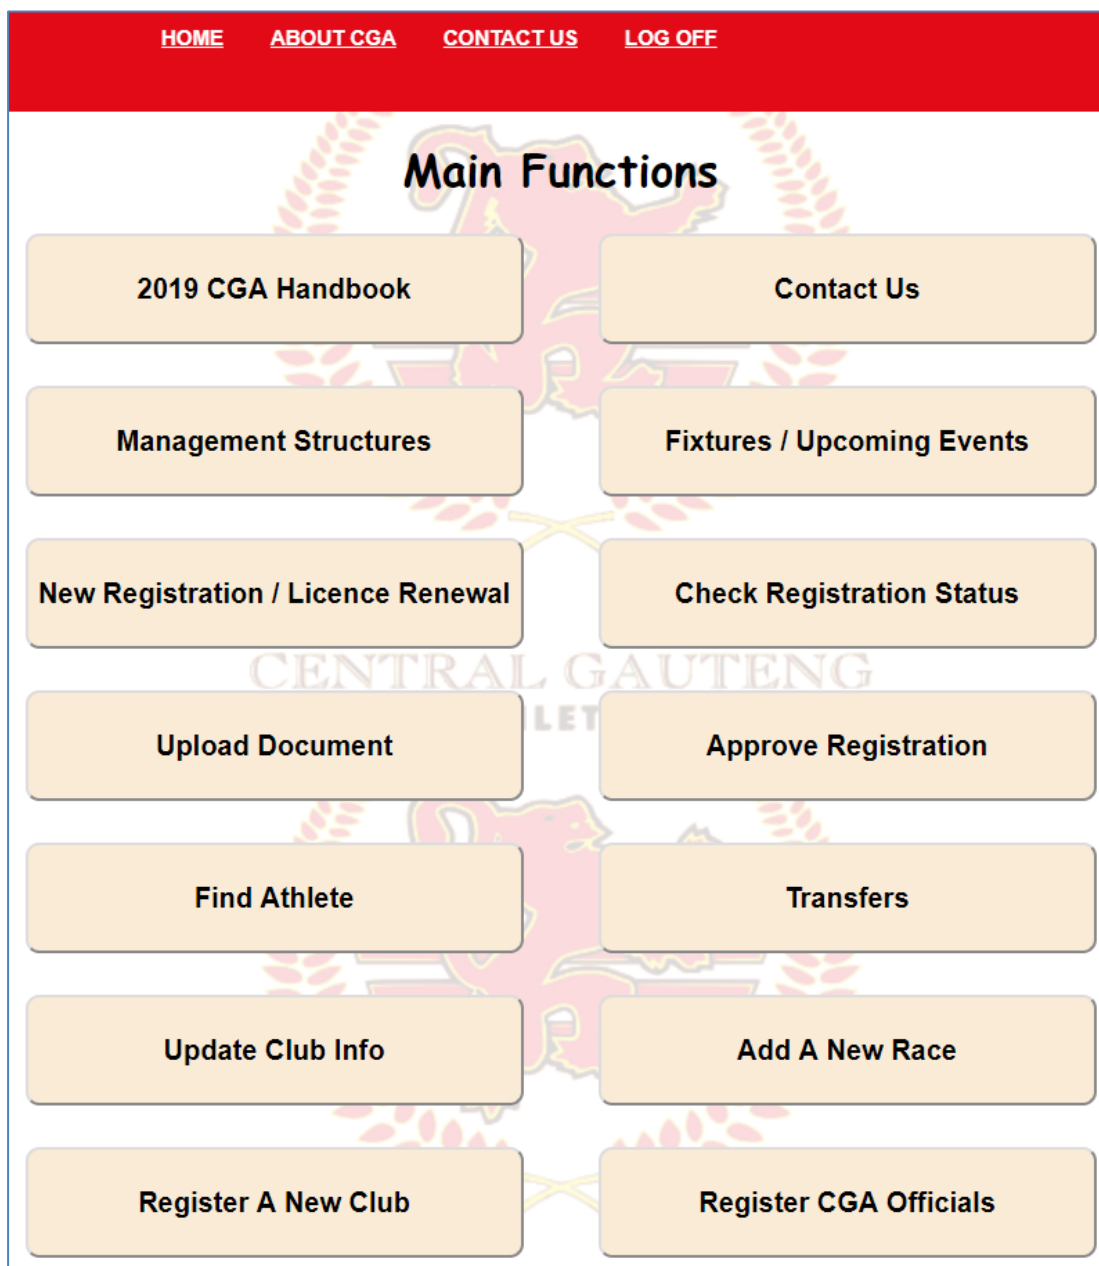 HOME ABOUT CGA CONTACT US LOG OFF
Main Functions
2019 CGA Handbook
Contact Us
Management Structures
Fixtures / Upcoming Events
New Registration / Licence Renewal
Check Registration Status
CENTRAL GAUTENG
Upload Document
Approve Registration
Find Athlete
Transfers
Update Club Info
Add A New Race
Register A New Club
Register CGA Officials